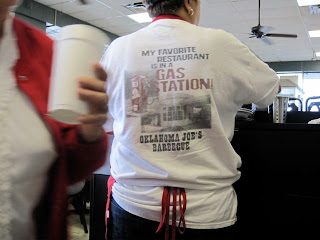 MY FAVORITE
RESTAURANT
IS IN A
GAS
STATION!
OKLAHOMA JOE'S
BARBECUE